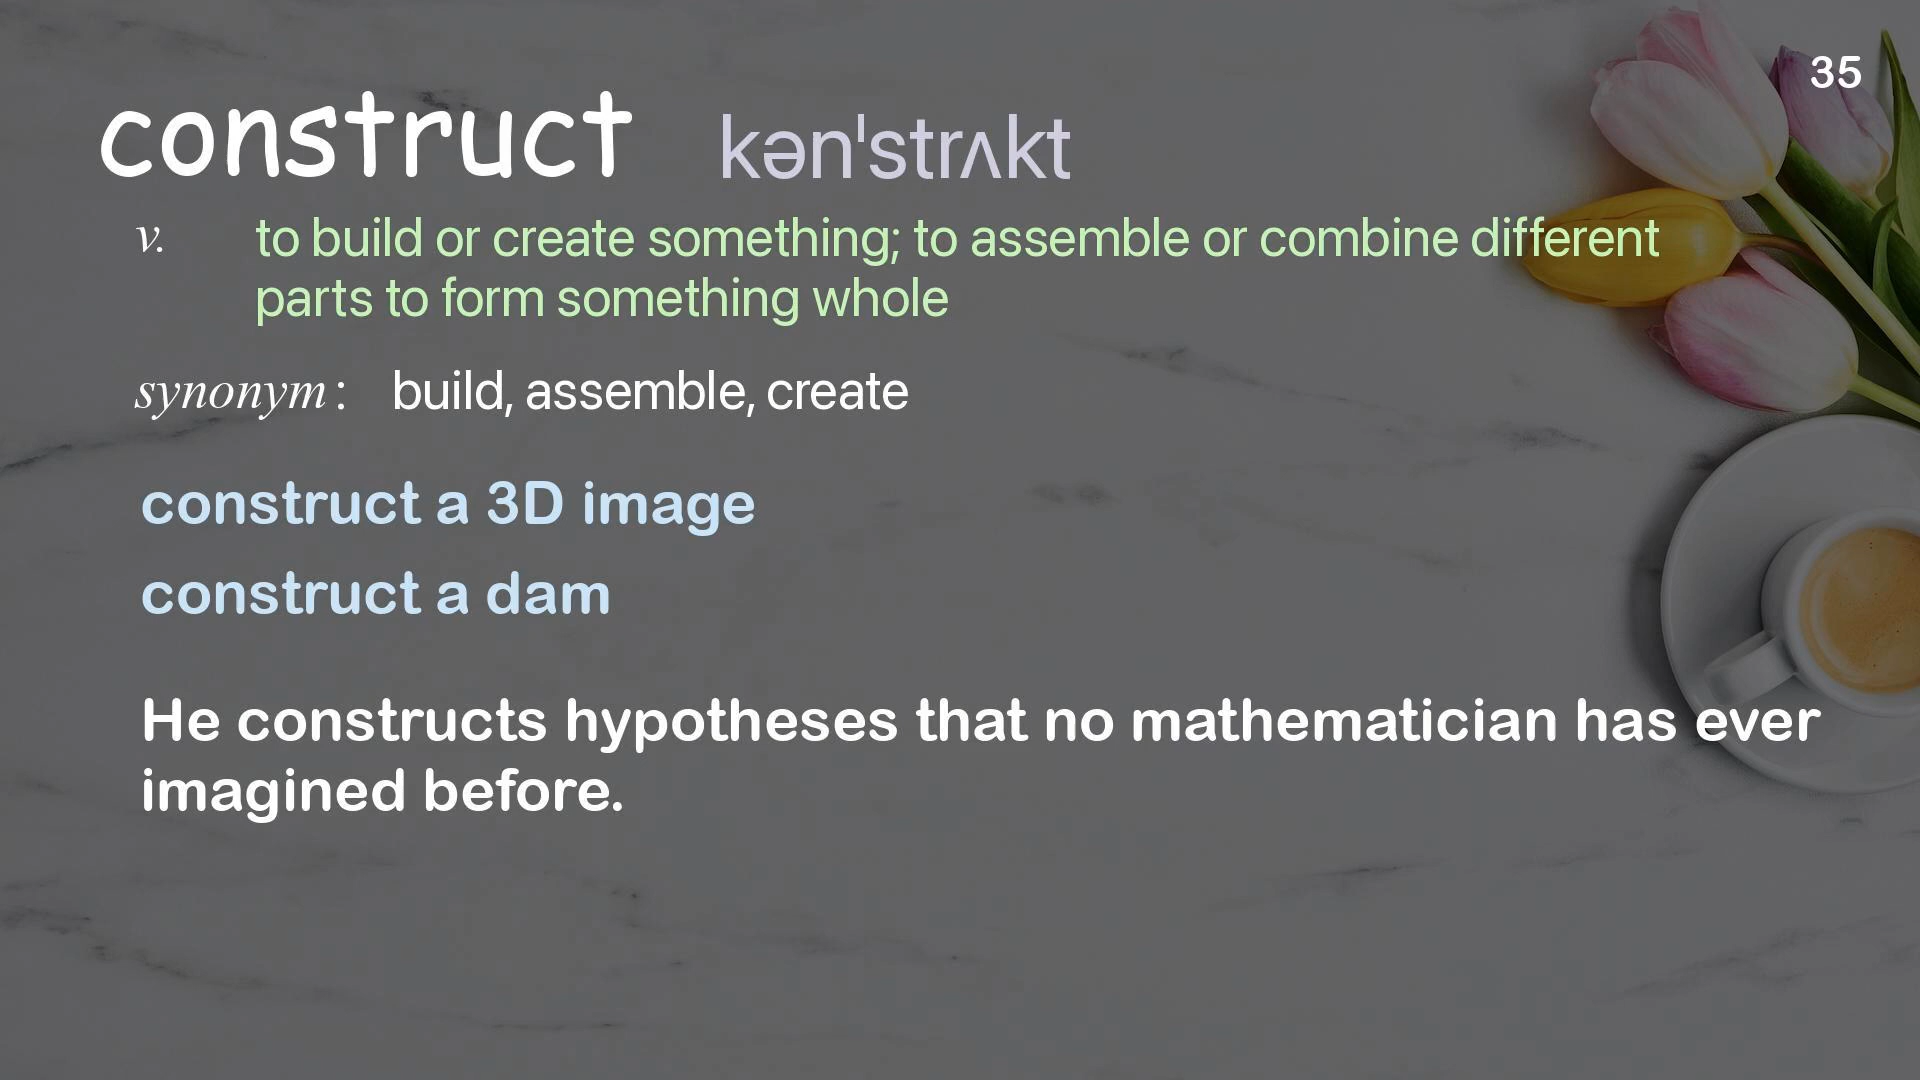 35
construct kən'strʌkt
v. to build or create something; to assemble or combine different
parts to form something whole
synonym: build, assemble, create
construct a 3D image
construct a dam
He constructs hypotheses that no mathematician has ever
imagined before.